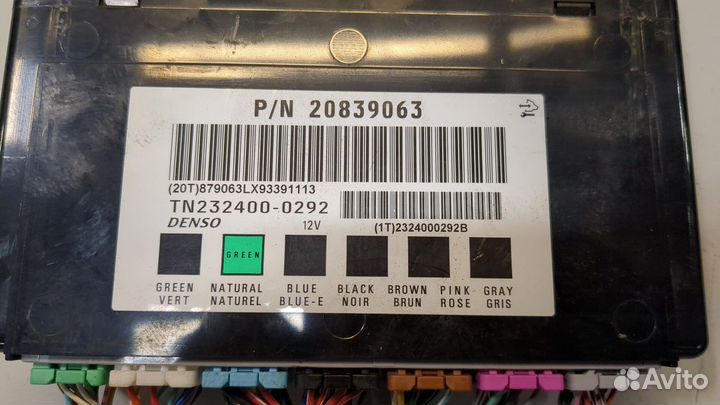 P/N 20839063
(20T)879063LX93391113
TN232400-0292
DENSO 12V
(1T)2324000292B
GREEN
GREEN NATURAL BLUE BLACK BROWN PINK GRAY
VERT NATUREL BLUE-E NOIR BRUN ROSE GRIS
Avito